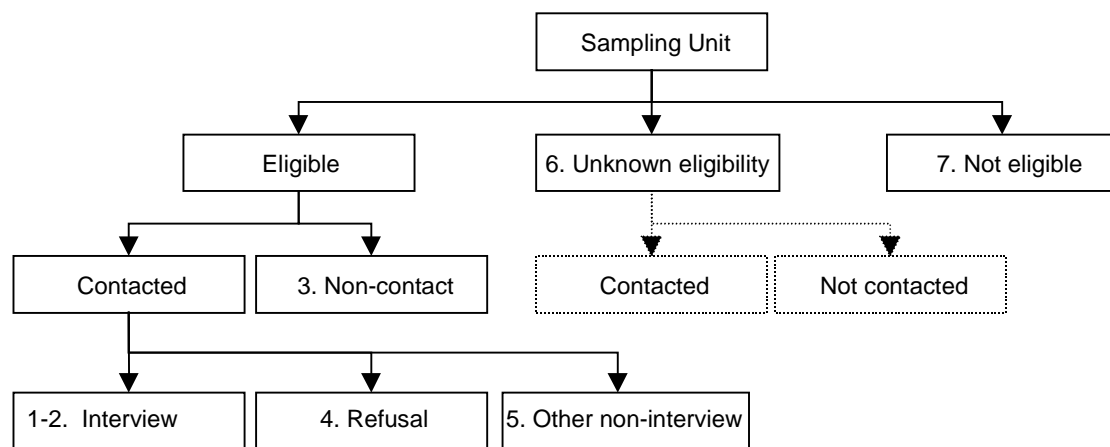 Sampling Unit
Eligible
6. Unknown eligibility
7. Not eligible
Contacted
3. Non-contact
Contacted
Not contacted
1-2. Interview
4. Refusal
5. Other non-interview